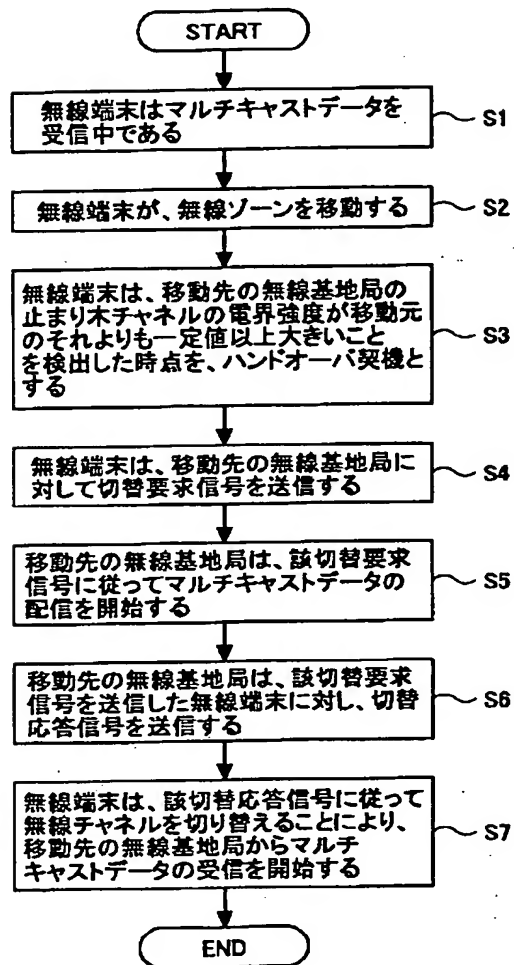 START
無線端末はマルチキャストデータを
受信中である
S1
無線端末が、無線ゾーンを移動する
S2
無線端末は、移動先の無線基地局の
止まり木チャネルの電界強度が移動元
のそれよりも一定値以上大きいこと
を検出した時点を、ハンドオーバ契機と
する
S3
無線端末は、移動先の無線基地局に
対して切替要求信号を送信する
S4
移動先の無線基地局は、該切替要求
信号に従ってマルチキャストデータの
配信を開始する
S5
移動先の無線基地局は、該切替要求
信号を送信した無線端末に対し、切替
応答信号を送信する
S6
無線端末は、該切替応答信号に従って
無線チャネルを切り替えることにより、
移動先の無線基地局からマルチ
キャストデータの受信を開始する
S7
END